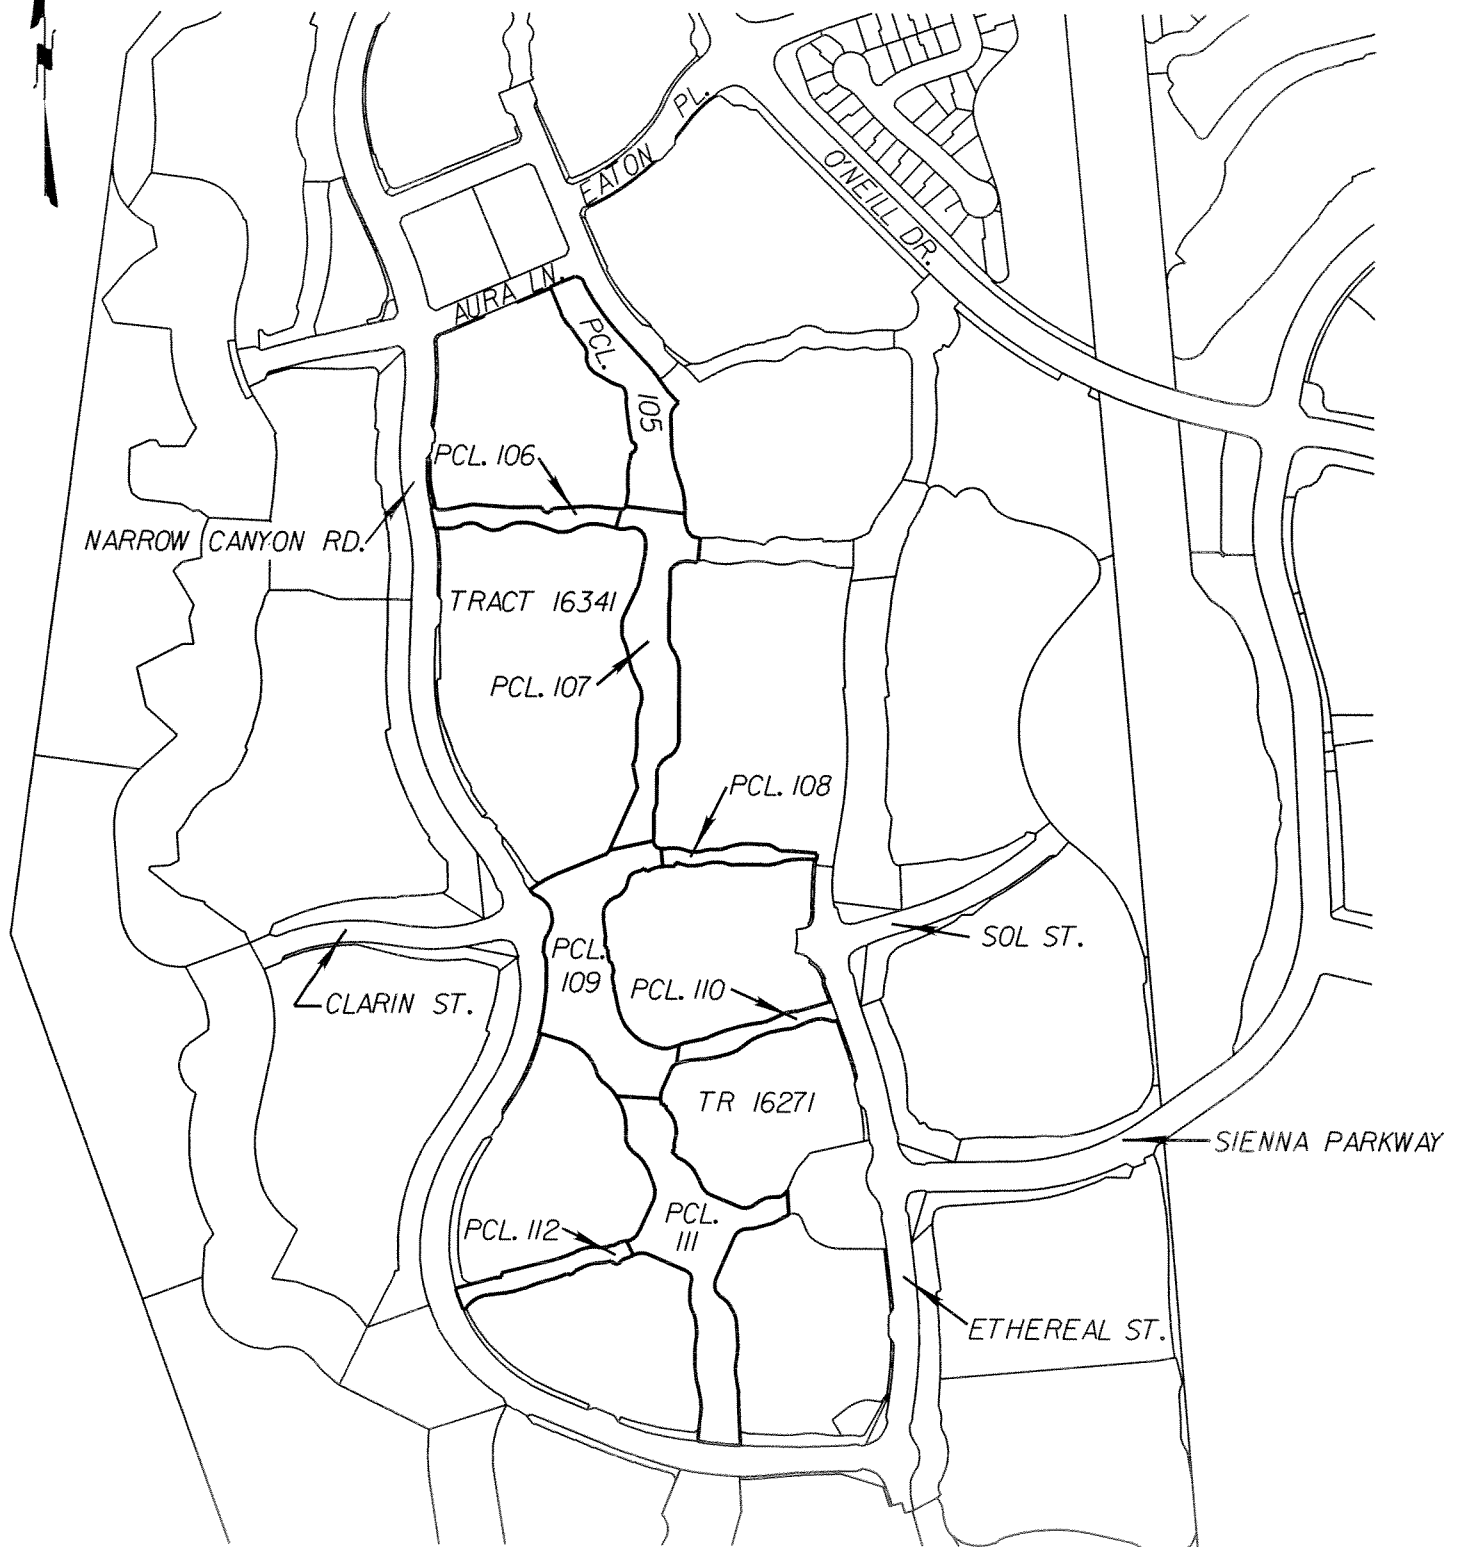 EATON PL.
O'NEILL DR.
AURA LN.
PCL. 105
PCL. 106
NARROW CANYON RD.
TRACT 16341
PCL. 107
PCL. 108
SOL ST.
PCL.
109
PCL. 110
CLARIN ST.
TR 16271
SIENNA PARKWAY
PCL.
111
PCL. 112
ETHEREAL ST.